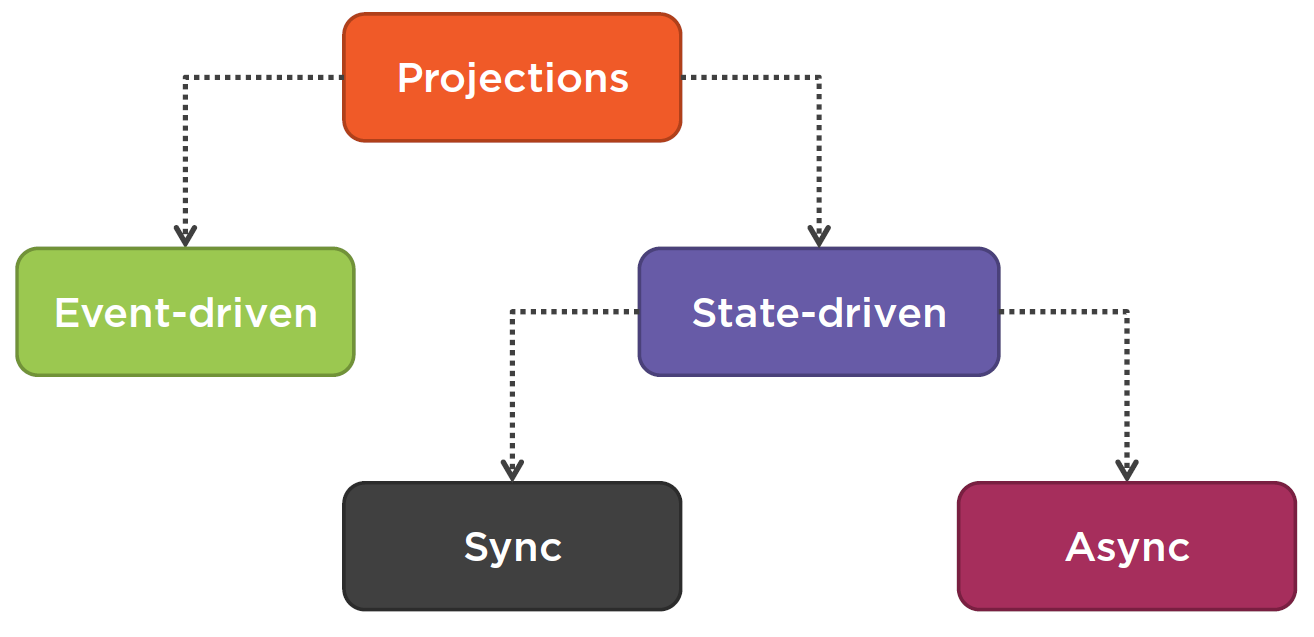 Projections
Event-driven
State-driven
Sync
Async